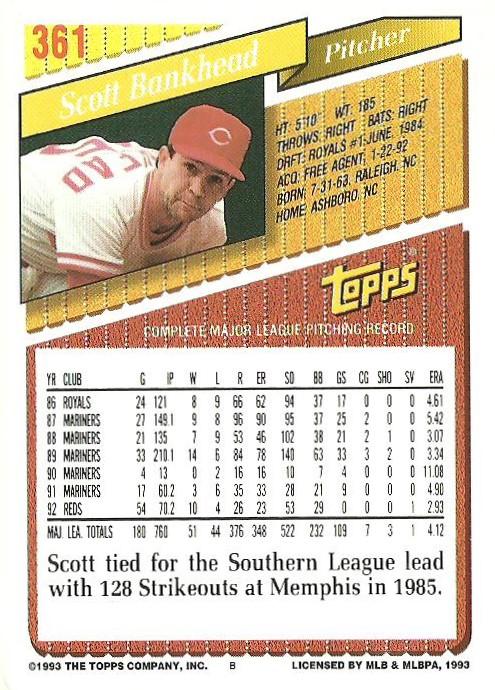 361
Scott Bankhead
Pitcher
HT: 5'10" WT: 185
THROWS: RIGHT BATS: RIGHT
DRFT: ROYALS #1-JUNE, 1984
ACQ: FREE AGENT, 1-22-92
BORN: 7-31-63, RALEIGH, NC
HOME: ASHBORO, NC
C
TOPPS®
COMPLETE MAJOR LEAGUE PITCHING RECORD
YR CLUB G IP W L R ER SO BB GS CG SHO SV ERA
86 ROYALS 24 121 8 9 66 62 94 37 17 0 0 0 4.61
87 MARINERS 27 149.1 9 8 96 90 95 37 25 2 0 0 5.42
88 MARINERS 21 135 7 9 53 46 102 38 21 2 1 0 3.07
89 MARINERS 33 210.1 14 6 84 78 140 63 33 3 2 0 3.34
90 MARINERS 4 13 0 2 16 16 10 7 4 0 0 0 11.08
91 MARINERS 17 60.2 3 6 35 33 28 21 9 0 0 0 4.90
92 REDS 54 70.2 10 4 26 23 53 29 0 0 0 1 2.93
MAJ. LEA. TOTALS 180 760 51 44 376 348 522 232 109 7 3 1 4.12
Scott tied for the Southern League lead
with 128 Strikeouts at Memphis in 1985.
©1993 THE TOPPS COMPANY, INC. B LICENSED BY MLB & MLBPA, 1993